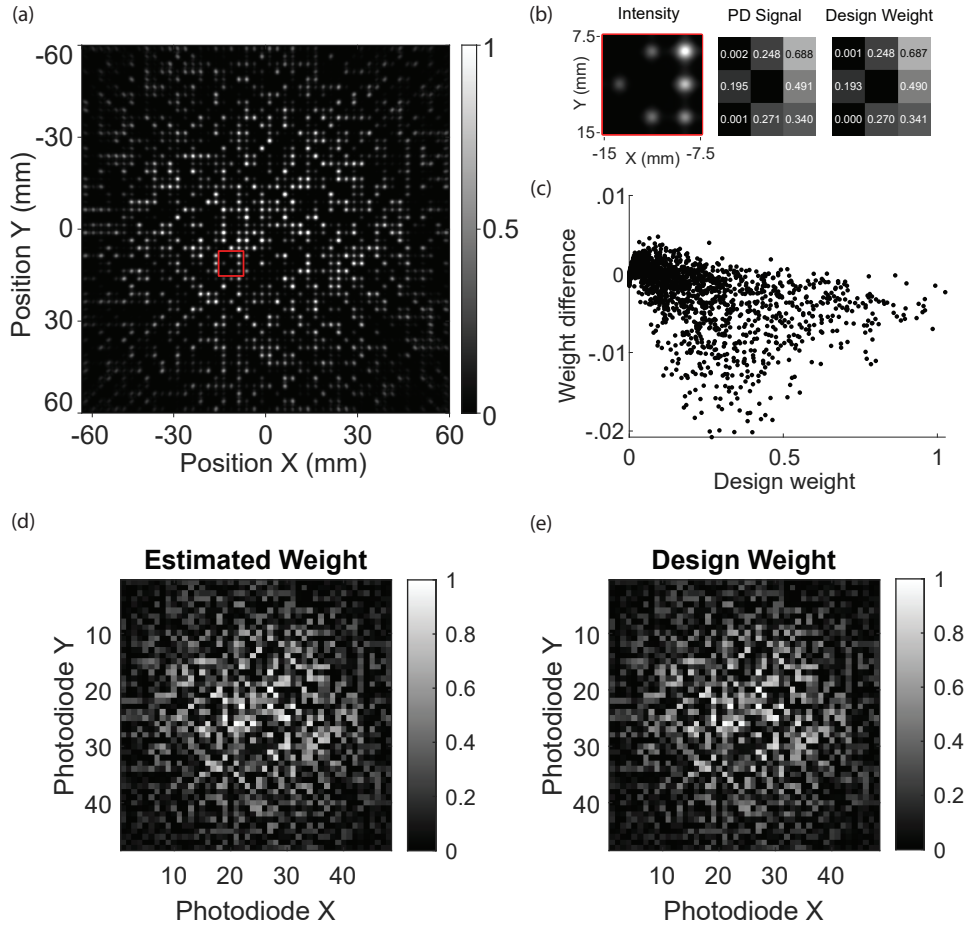 (a)
-60
-30
0
30
60
Position Y (mm)
-60
-30
0
30
60
Position X (mm)
1
0.5
0
(b)
Intensity
PD Signal
Design Weight
7.5
15
Y (mm)
-15
X (mm)
-7.5
0.002 0.248 0.688
0.195 0.491
0.001 0.271 0.340
0.001 0.248 0.687
0.193 0.490
0.000 0.270 0.341
(c)
.01
0
-.01
-.02
Weight difference
0
0.5
1
Design weight
(d)
Estimated Weight
10
20
30
40
Photodiode Y
10
20
30
40
Photodiode X
1
0.8
0.6
0.4
0.2
0
(e)
Design Weight
10
20
30
40
Photodiode Y
10
20
30
40
Photodiode X
1
0.8
0.6
0.4
0.2
0